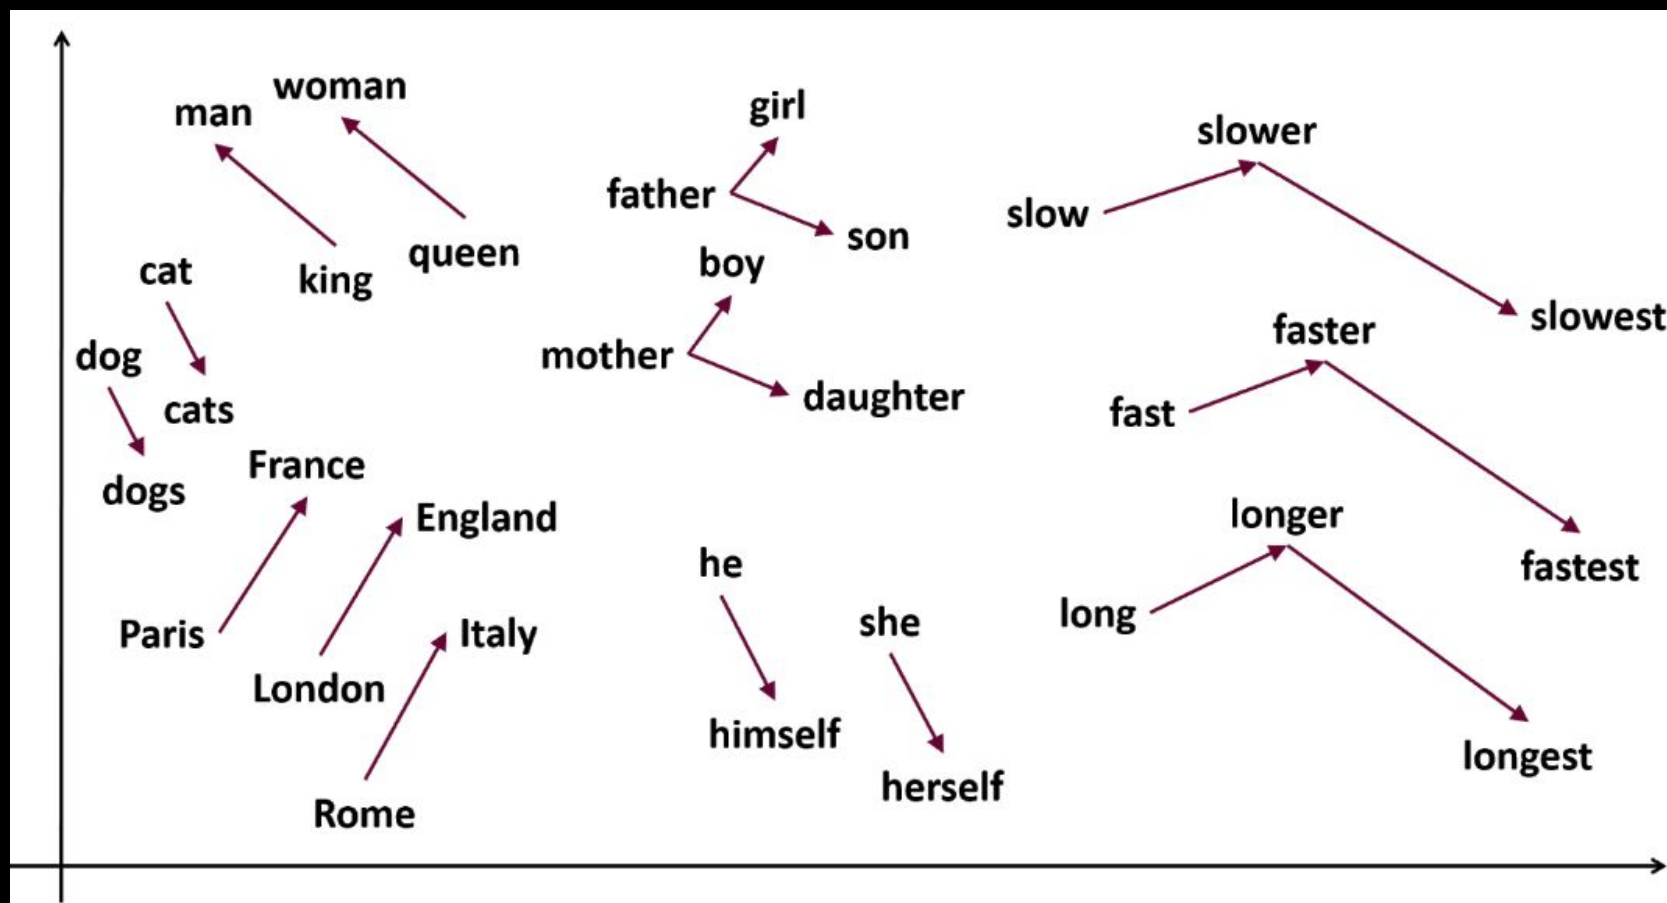 woman
man
girl
slower
father
slow
son
queen
boy
cat
king
slowest
faster
dog
mother
daughter
cats
fast
France
dogs
England
longer
he
fastest
long
she
Paris
Italy
London
himself
longest
herself
Rome